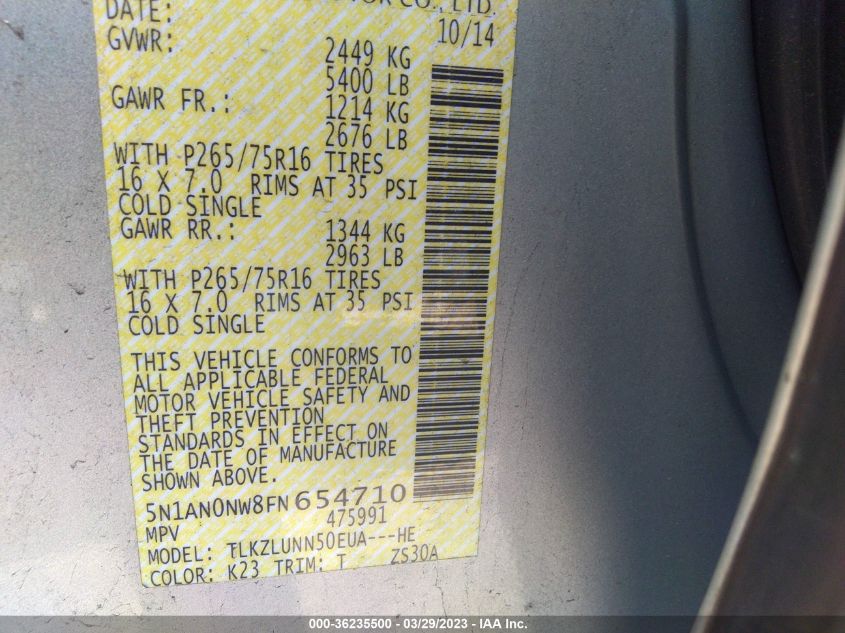 MOTOR CO., LTD.
DATE: 10/14
GVWR: 2449 KG
5400 LB
GAWR FR.: 1214 KG
2676 LB
WITH P265/75R16 TIRES
16 X 7.0 RIMS AT 35 PSI
COLD SINGLE
GAWR RR.: 1344 KG
2963 LB
WITH P265/75R16 TIRES
16 X 7.0 RIMS AT 35 PSI
COLD SINGLE
THIS VEHICLE CONFORMS TO
ALL APPLICABLE FEDERAL
MOTOR VEHICLE SAFETY AND
THEFT PREVENTION
STANDARDS IN EFFECT ON
THE DATE OF MANUFACTURE
SHOWN ABOVE.
5N1AN0NW8FN654710
MPV 475991
MODEL: TLKZLUNN50EUA---HE
COLOR: K23 TRIM: T ZS30A
000-36235500 - 03/29/2023 - IAA Inc.